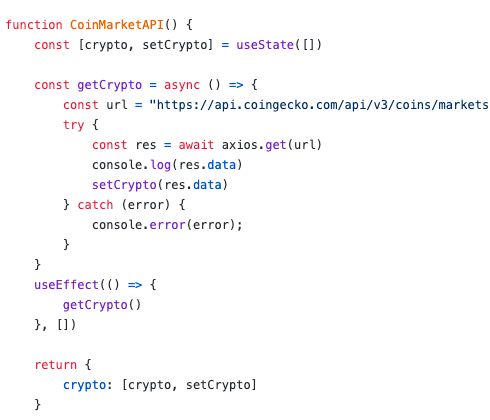 function CoinMarketAPI() {
    const [crypto, setCrypto] = useState([])

    const getCrypto = async () => {
        const url = "https://api.coingecko.com/api/v3/coins/markets
        try {
            const res = await axios.get(url)
            console.log(res.data)
            setCrypto(res.data)
        } catch (error) {
            console.error(error);
        }
    }
    useEffect(() => {
        getCrypto()
    }, [])

    return {
        crypto: [crypto, setCrypto]
    }